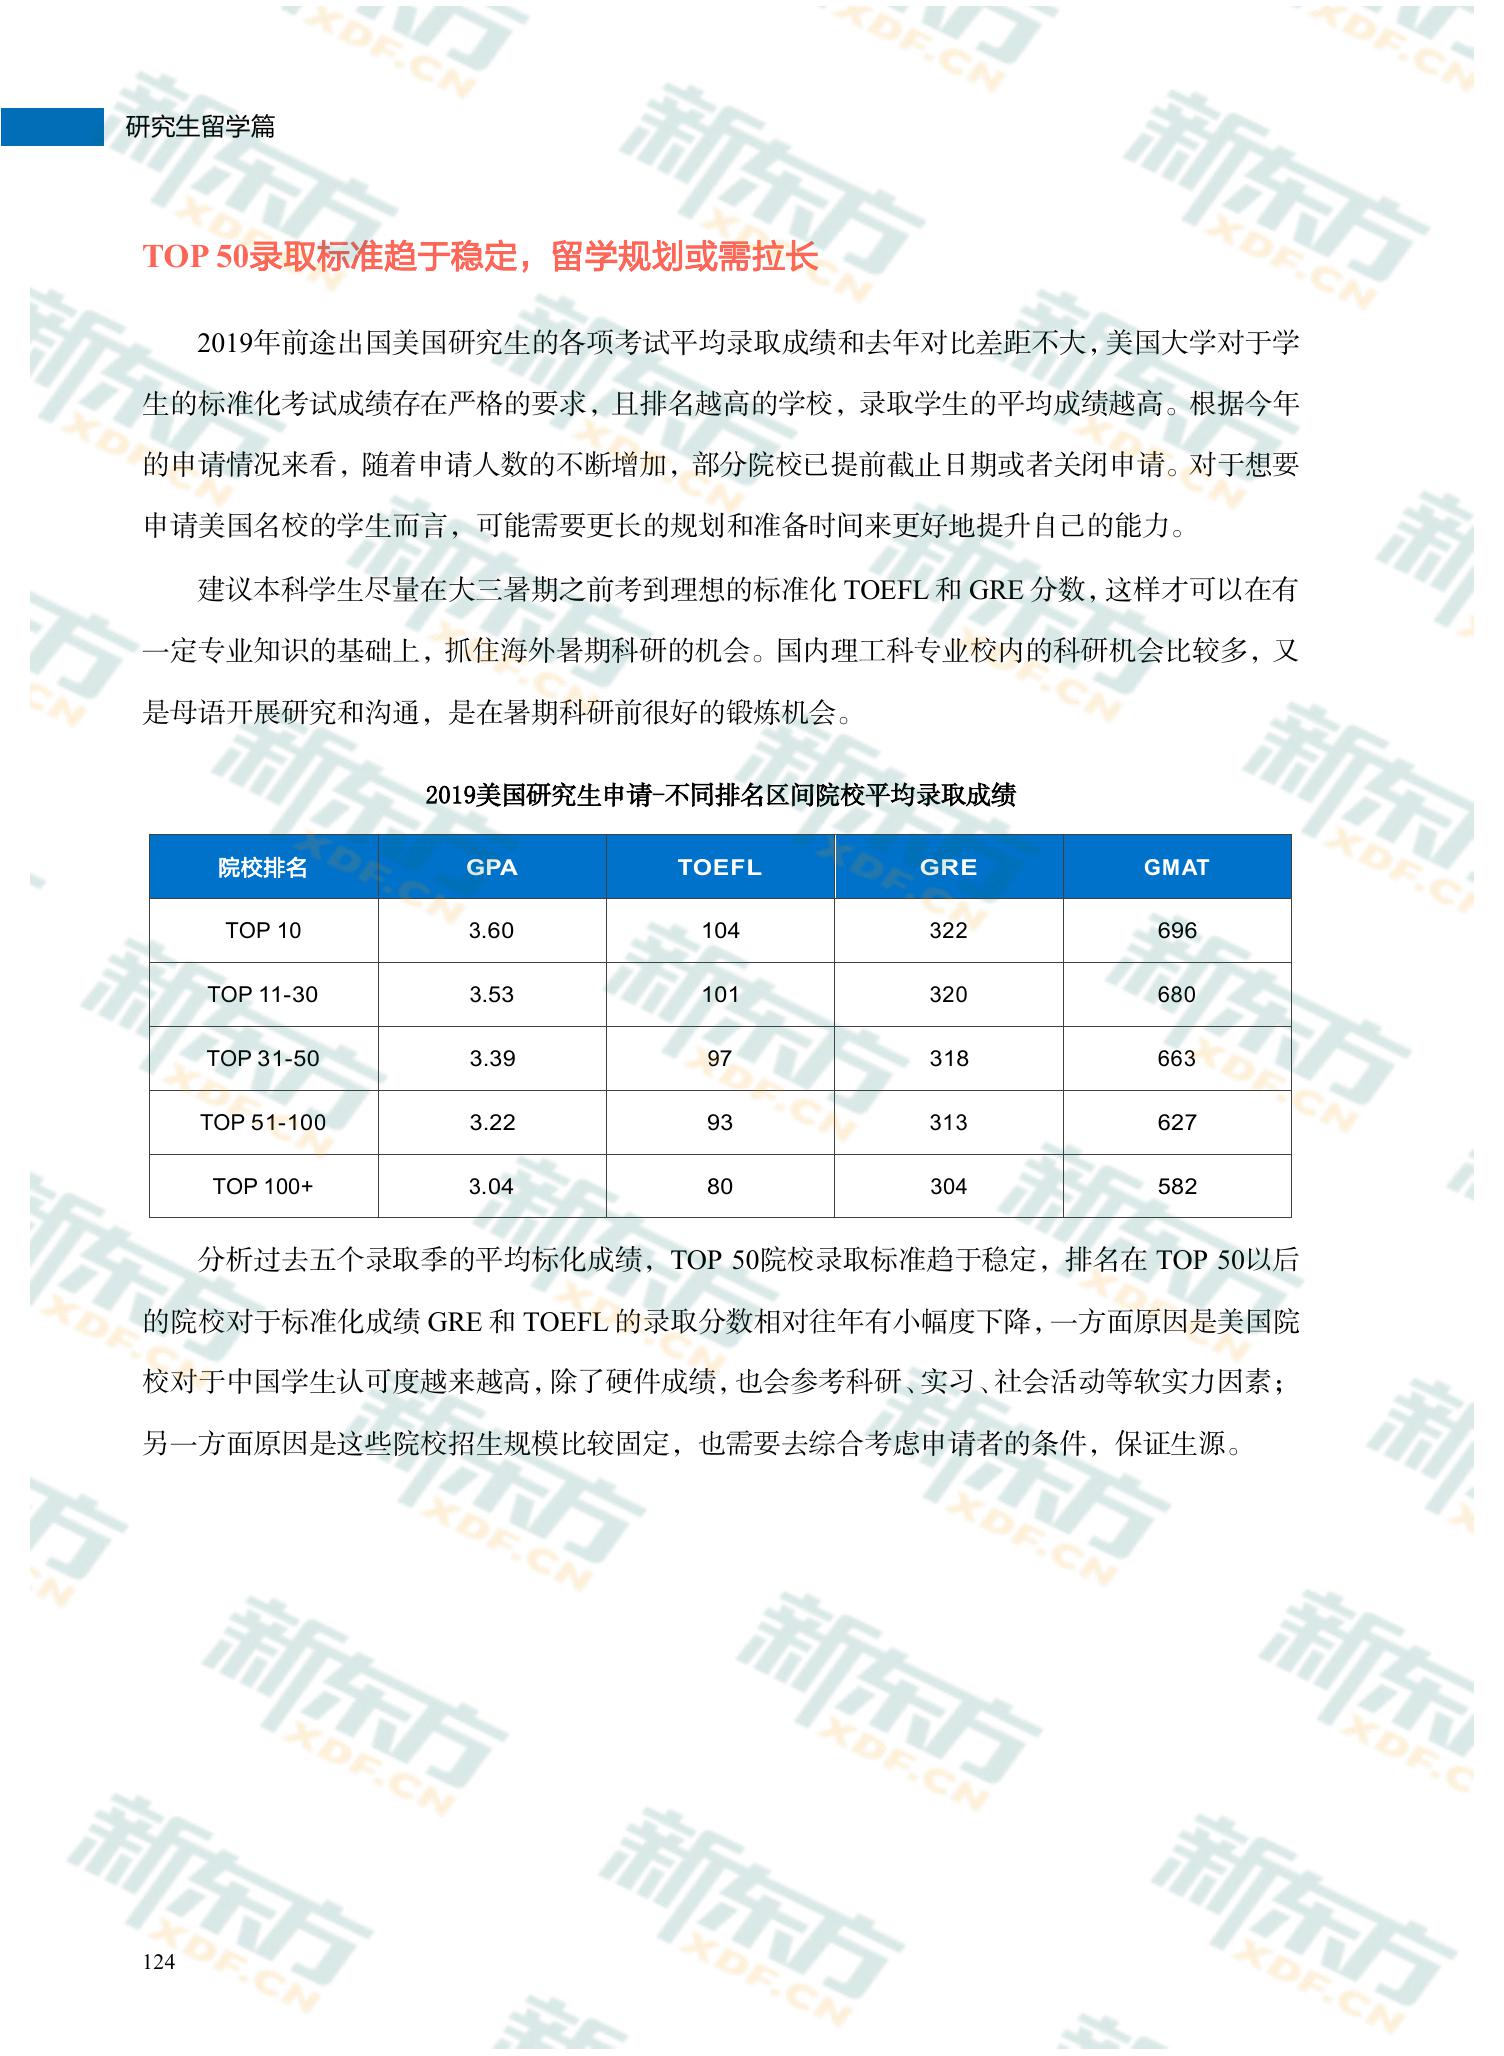 研究生留学篇
TOP 50录取标准趋于稳定，留学规划或需拉长
2019年前途出国美国研究生的各项考试平均录取成绩和去年对比差距不大，美国大学对于学
生的标准化考试成绩存在严格的要求，且排名越高的学校，录取学生的平均成绩越高。根据今年
的申请情况来看，随着申请人数的不断增加，部分院校已提前截止日期或者关闭申请。对于想要
申请美国名校的学生而言，可能需要更长的规划和准备时间来更好地提升自己的能力。
建议本科学生尽量在大三暑期之前考到理想的标准化 TOEFL 和 GRE 分数，这样才可以在有
一定专业知识的基础上，抓住海外暑期科研的机会。国内理工科专业校内的科研机会比较多，又
是母语开展研究和沟通，是在暑期科研前很好的锻炼机会。
2019美国研究生申请-不同排名区间院校平均录取成绩
院校排名 GPA TOEFL GRE GMAT
TOP 10 3.60 104 322 696
TOP 11-30 3.53 101 320 680
TOP 31-50 3.39 97 318 663
TOP 51-100 3.22 93 313 627
TOP 100+ 3.04 80 304 582
分析过去五个录取季的平均标化成绩，TOP 50院校录取标准趋于稳定，排名在 TOP 50以后
的院校对于标准化成绩 GRE 和 TOEFL 的录取分数相对往年有小幅度下降，一方面原因是美国院
校对于中国学生认可度越来越高，除了硬件成绩，也会参考科研、实习、社会活动等软实力因素；
另一方面原因是这些院校招生规模比较固定，也需要去综合考虑申请者的条件，保证生源。
124
新东方
XDF.CN